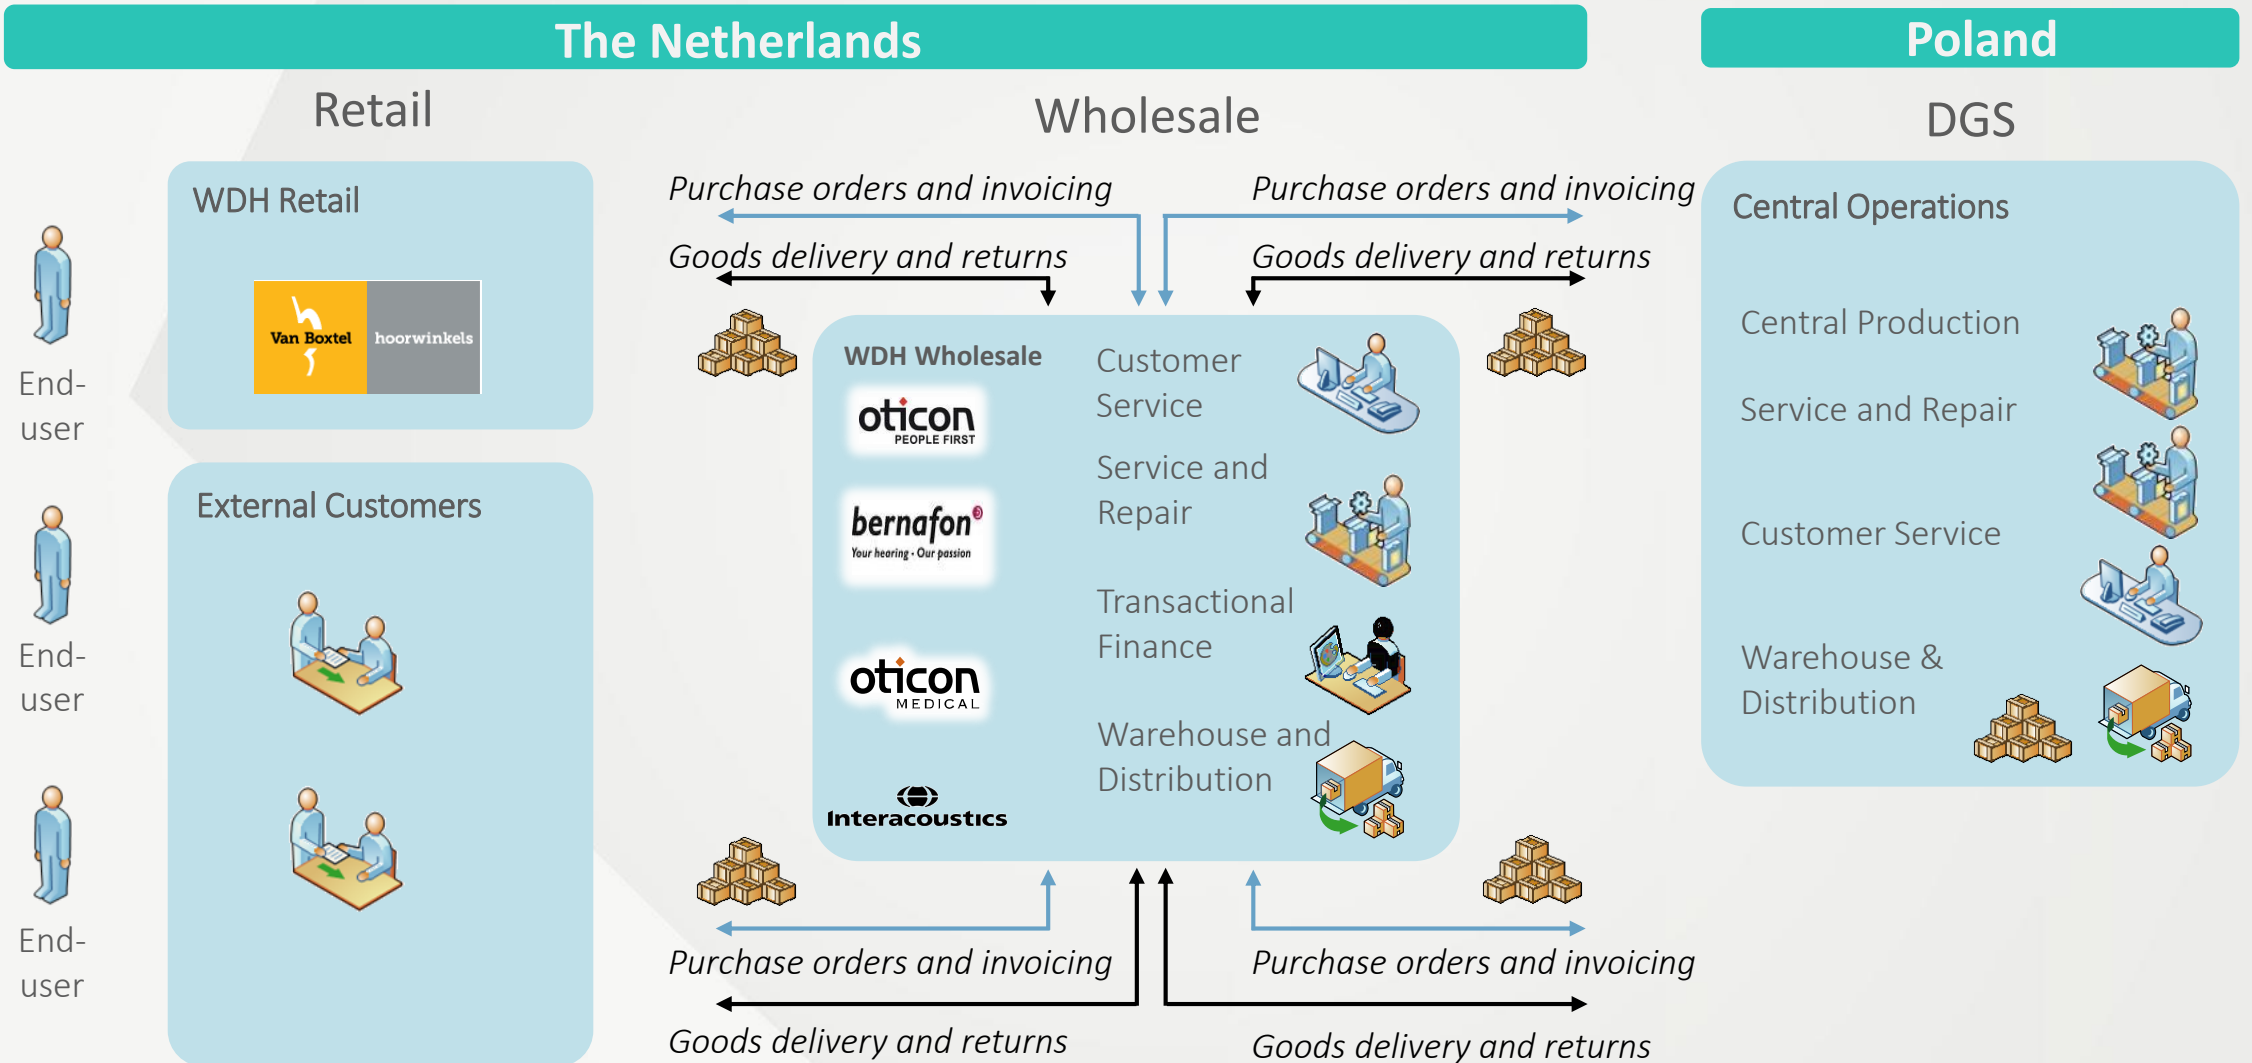 The Netherlands
Poland
Retail
Wholesale
DGS
WDH Retail
Van Boxtel
hoorwinkels
External Customers
End-
user
End-
user
End-
user
Purchase orders and invoicing
Goods delivery and returns
Purchase orders and invoicing
Goods delivery and returns
WDH Wholesale
oticon
PEOPLE FIRST
bernafon
Your hearing · Our passion
oticon
MEDICAL
Interacoustics
Customer
Service
Service and
Repair
Transactional
Finance
Warehouse and
Distribution
Purchase orders and invoicing
Goods delivery and returns
Purchase orders and invoicing
Goods delivery and returns
Central Operations
Central Production
Service and Repair
Customer Service
Warehouse &
Distribution